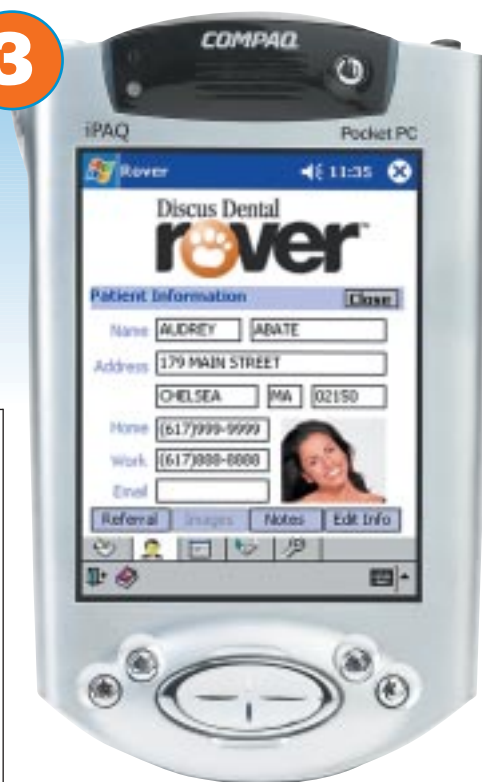 3
COMPAQ
iPAQ Pocket PC
Rover 11:35
Discus Dental
rover™
Patient Information Close
Name AUDREY ABATE
Address 179 MAIN STREET
CHELSEA MA 02150
Home (617)999-9999
Work (617)888-8888
Email
Referral Images Notes Edit Info